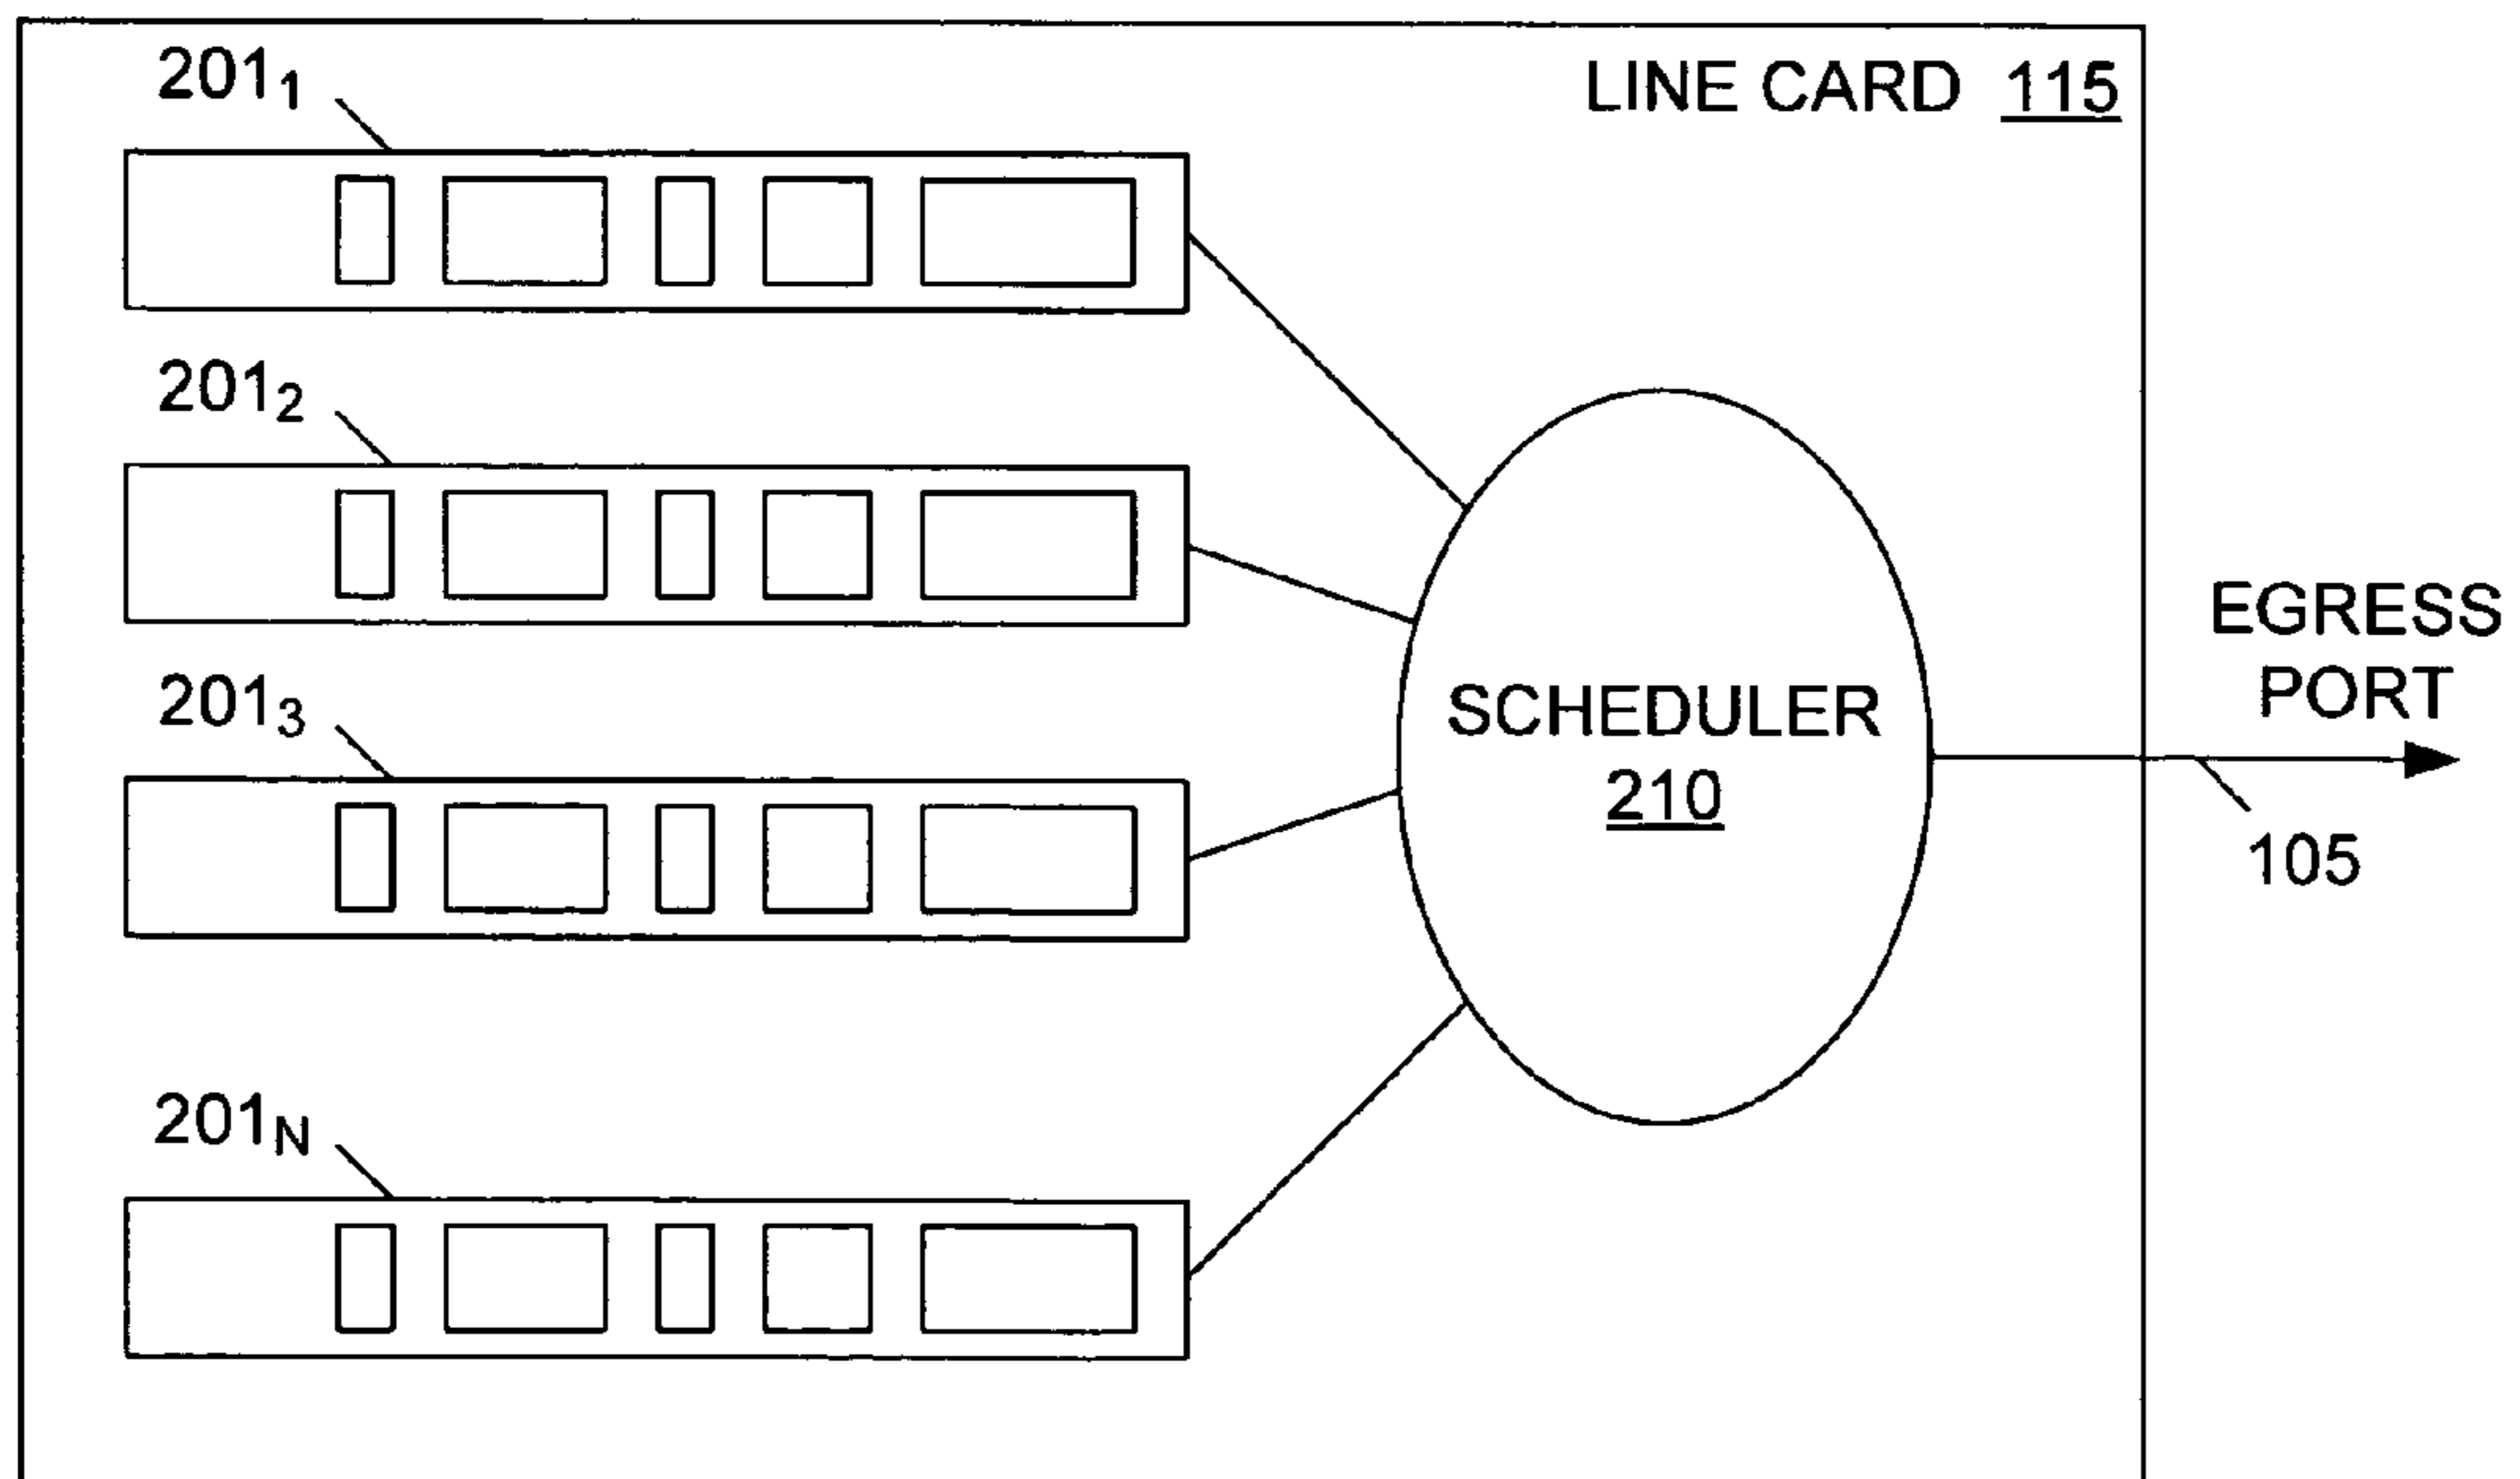 201₁
LINE CARD 115
201₂
201₃
201N
SCHEDULER
210
EGRESS
PORT
105